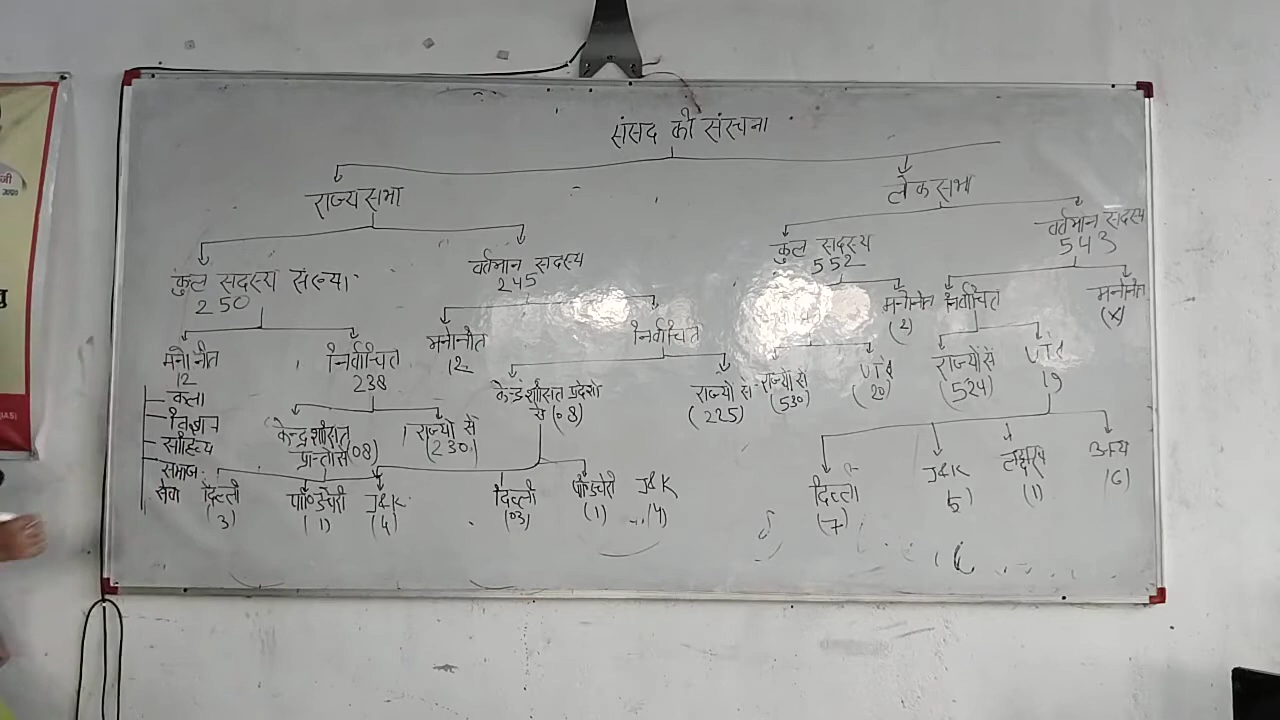 संसद की संरचना
राज्य सभा
लोक सभा
कुल सदस्य संख्या
250
वर्तमान सदस्य
245
कुल सदस्य
552
वर्तमान सदस्य
543
मनोनीत
12
कला
विज्ञान
साहित्य
समाज
सेवा
निर्वाचित
238
केन्द्रशासित
प्रान्तों से (08)
राज्यों से
(230)
दिल्ली
(3)
पाण्डिचेरी
(1)
J&K
(4)
मनोनीत
12
निर्वाचित
केन्द्रशासित प्रदेशो
से (08)
राज्यों से
(225)
दिल्ली
(03)
पाण्डिचेरी
(1)
J&K
(4)
मनोनीत
(2)
राज्यों से
(530)
UTs
(20)
निर्वाचित
मनोनीत
(x)
राज्यों से
(524)
UTs
19
दिल्ली
(7)
J&K
5
लद्दाख
(1)
अन्य
(6)
जी